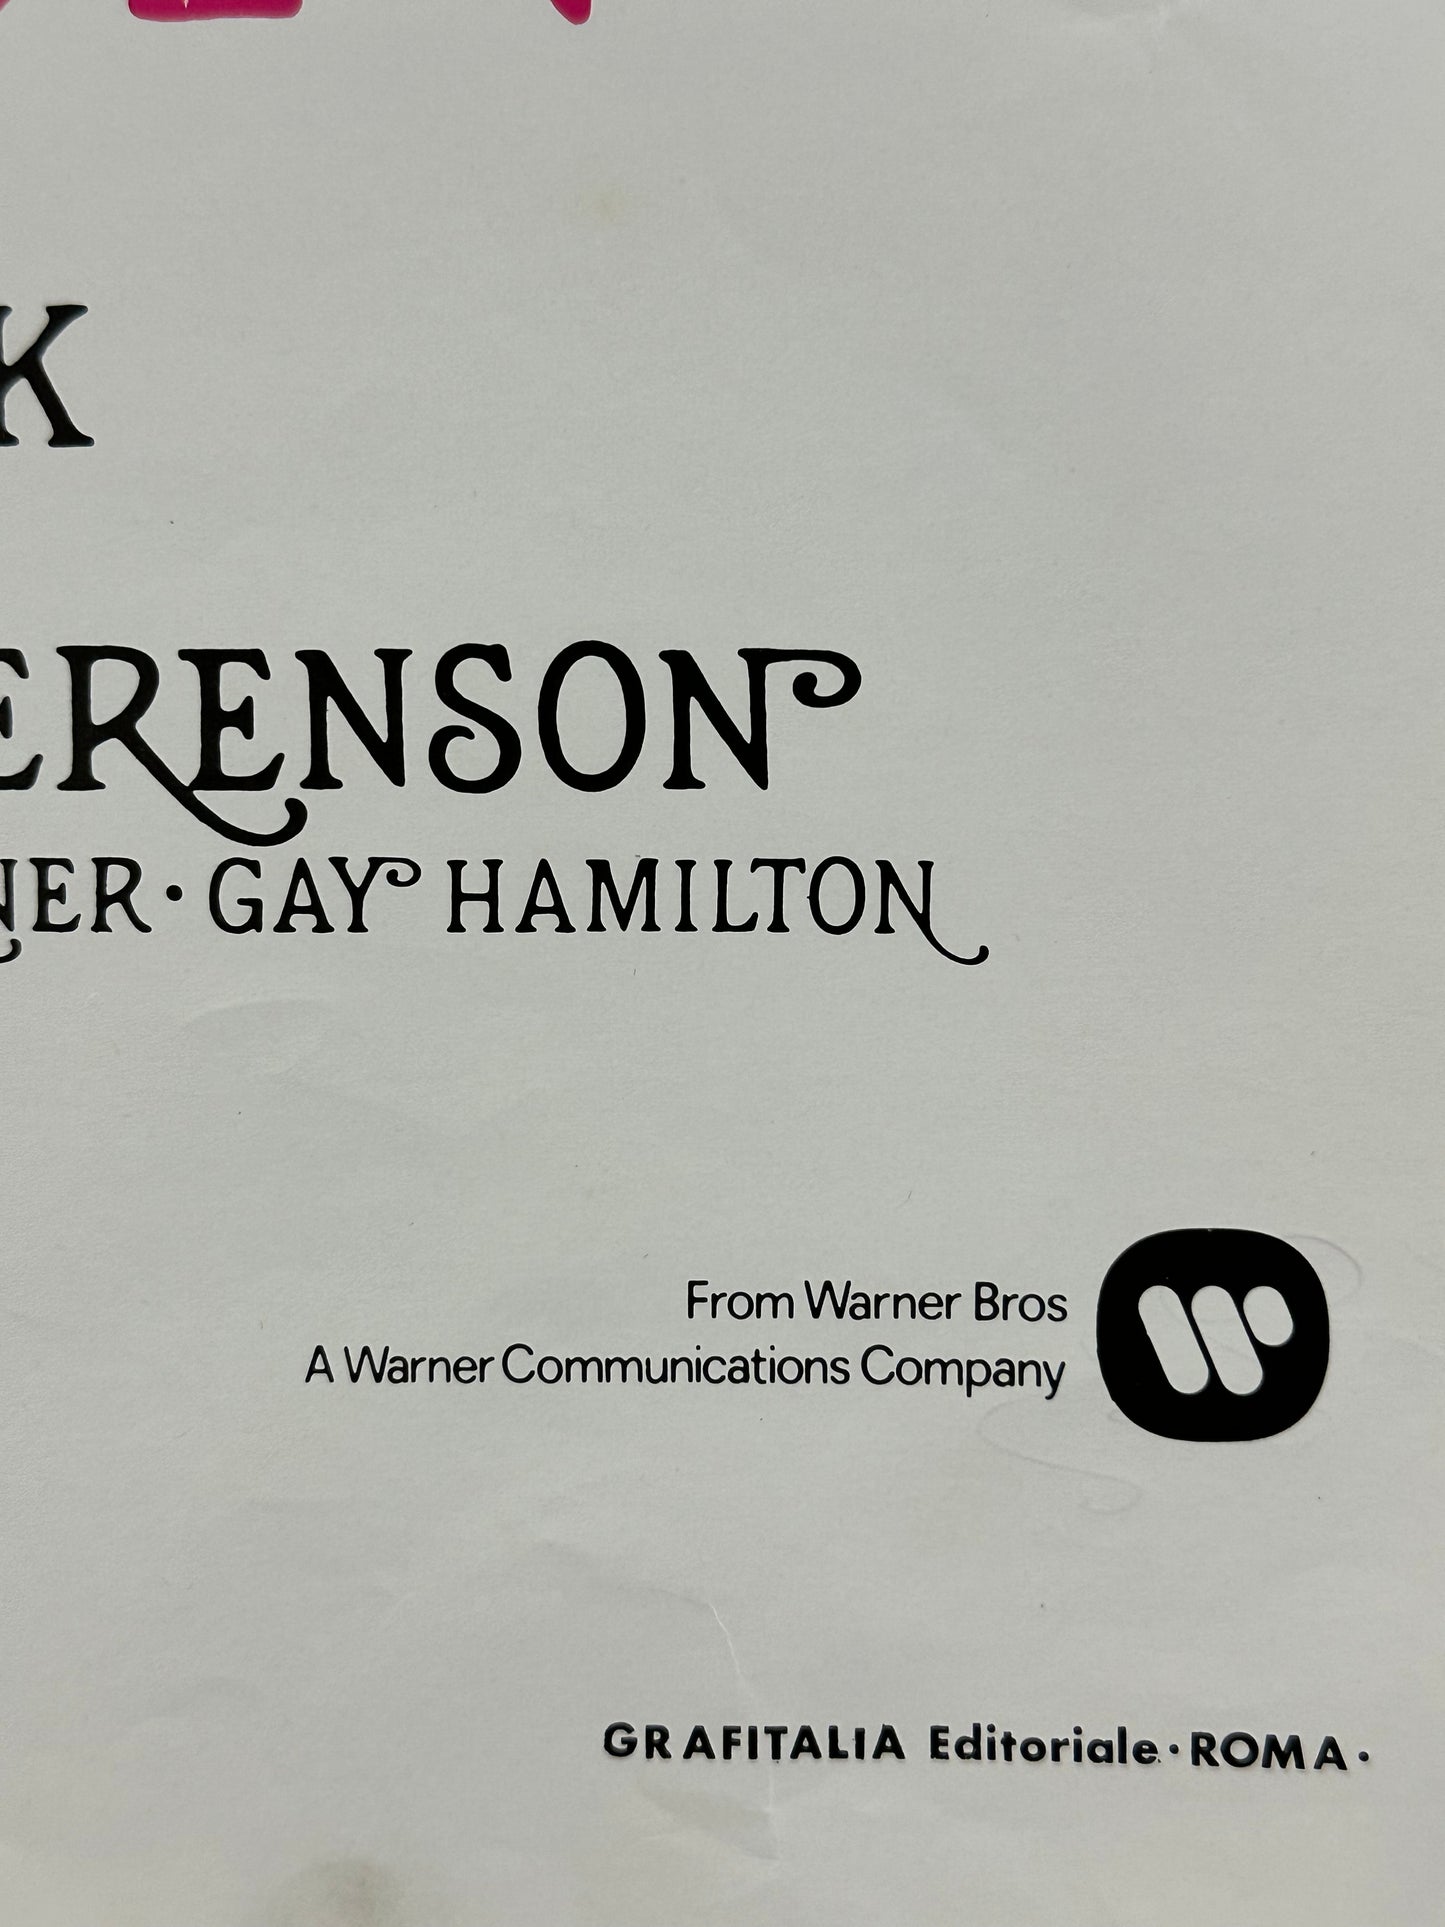 K
ERENSON
NER · GAY HAMILTON
From Warner Bros
A Warner Communications Company
GRAFITALIA Editoriale · ROMA ·